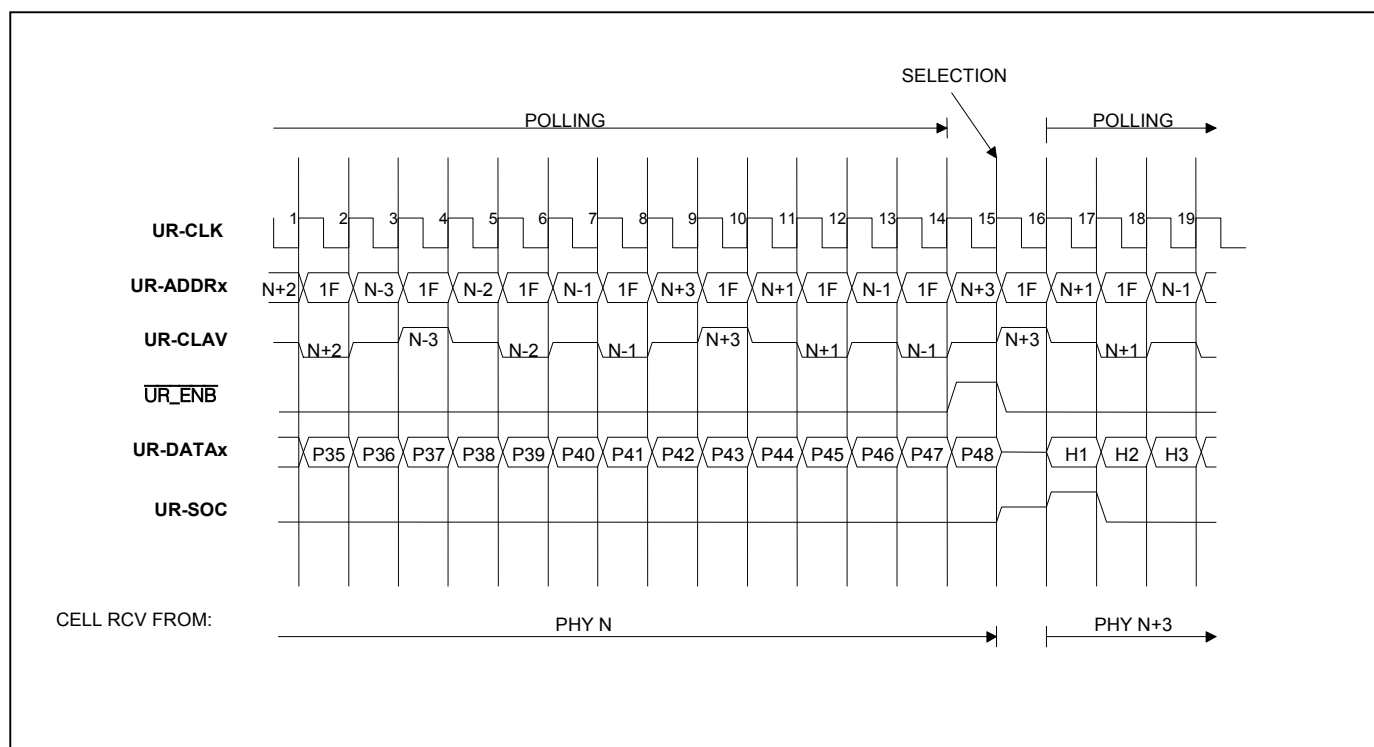 SELECTION
POLLING POLLING
UR-CLK 1 2 3 4 5 6 7 8 9 10 11 12 13 14 15 16 17 18 19
UR-ADDRx N+2 1F N-3 1F N-2 1F N-1 1F N+3 1F N+1 1F N-1 1F N+3 1F N+1 1F N-1
UR-CLAV N+2 N-3 N-2 N-1 N+3 N+1 N-1 N+3 N+1
UR_ENB
UR-DATAx P35 P36 P37 P38 P39 P40 P41 P42 P43 P44 P45 P46 P47 P48 H1 H2 H3
UR-SOC
CELL RCV FROM: PHY N PHY N+3